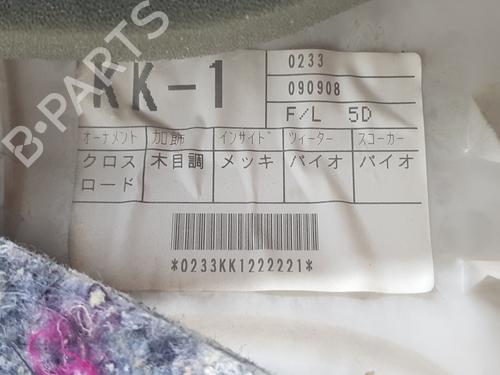 KK-1
0233
090908
F/L 5D
オーナメント 加飾 インサイド ツィーター スコーカー
クロスロード 木目調 メッキ パイオ パイオ
*0233KK1222221*
B-PARTS